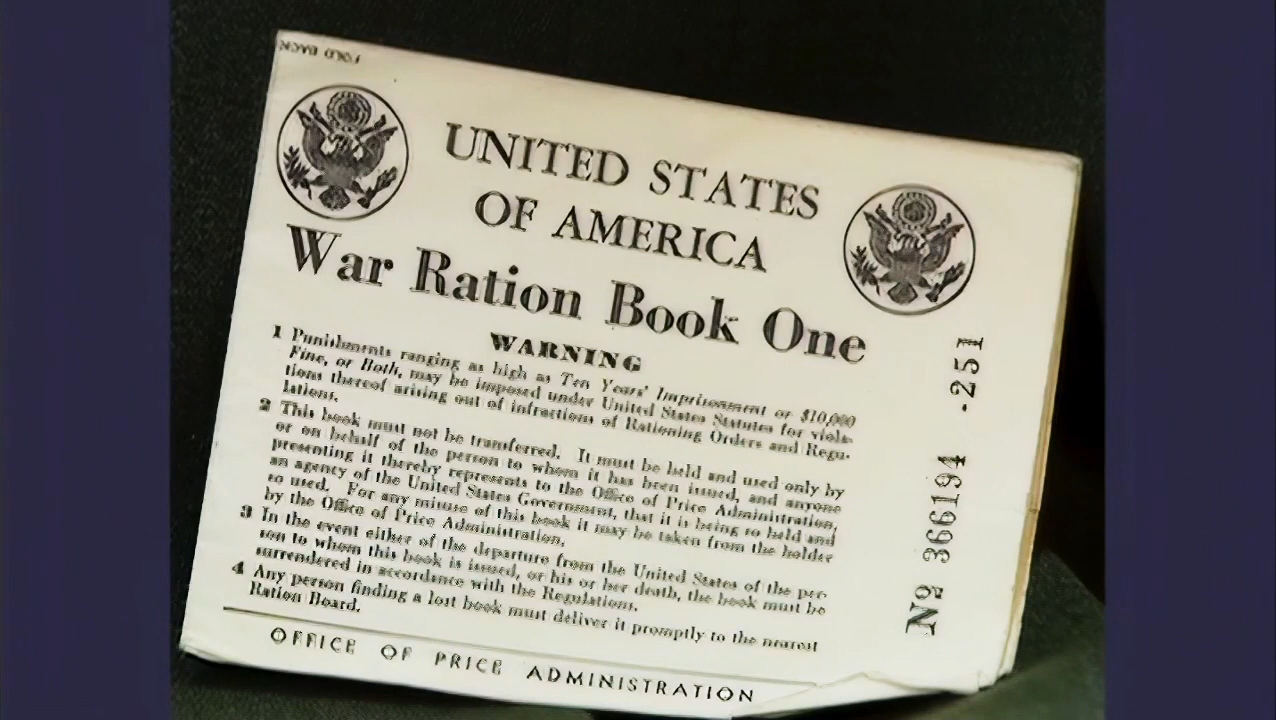 FOLD BACK
UNITED STATES
OF AMERICA
War Ration Book One
WARNING
1 Punishments ranging as high as Ten Years' Imprisonment or $10,000
Fine, or Both, may be imposed under United States Statutes for viola-
tions thereof arising out of infractions of Rationing Orders and Regu-
lations.
2 This book must not be transferred. It must be held and used only by
or on behalf of the person to whom it has been issued, and anyone
presenting it thereby represents to the Office of Price Administration,
an agency of the United States Government, that it is being so held and
so used. For any misuse of this book it may be taken from the holder
by the Office of Price Administration.
3 In the event either of the departure from the United States of the per-
son to whom this book is issued, or his or her death, the book must be
surrendered in accordance with the Regulations.
4 Any person finding a lost book must deliver it promptly to the nearest
Ration Board.
OFFICE OF PRICE ADMINISTRATION
№ 366194 -251